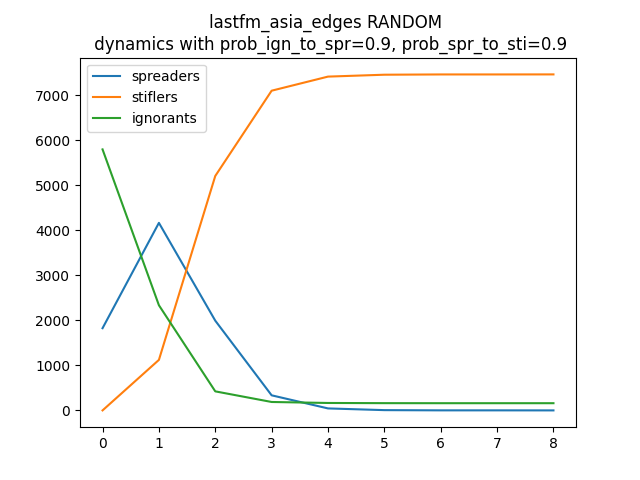 lastfm_asia_edges RANDOM
dynamics with prob_ign_to_spr=0.9, prob_spr_to_sti=0.9
spreaders
stiflers
ignorants
7000
6000
5000
4000
3000
2000
1000
0
0 1 2 3 4 5 6 7 8